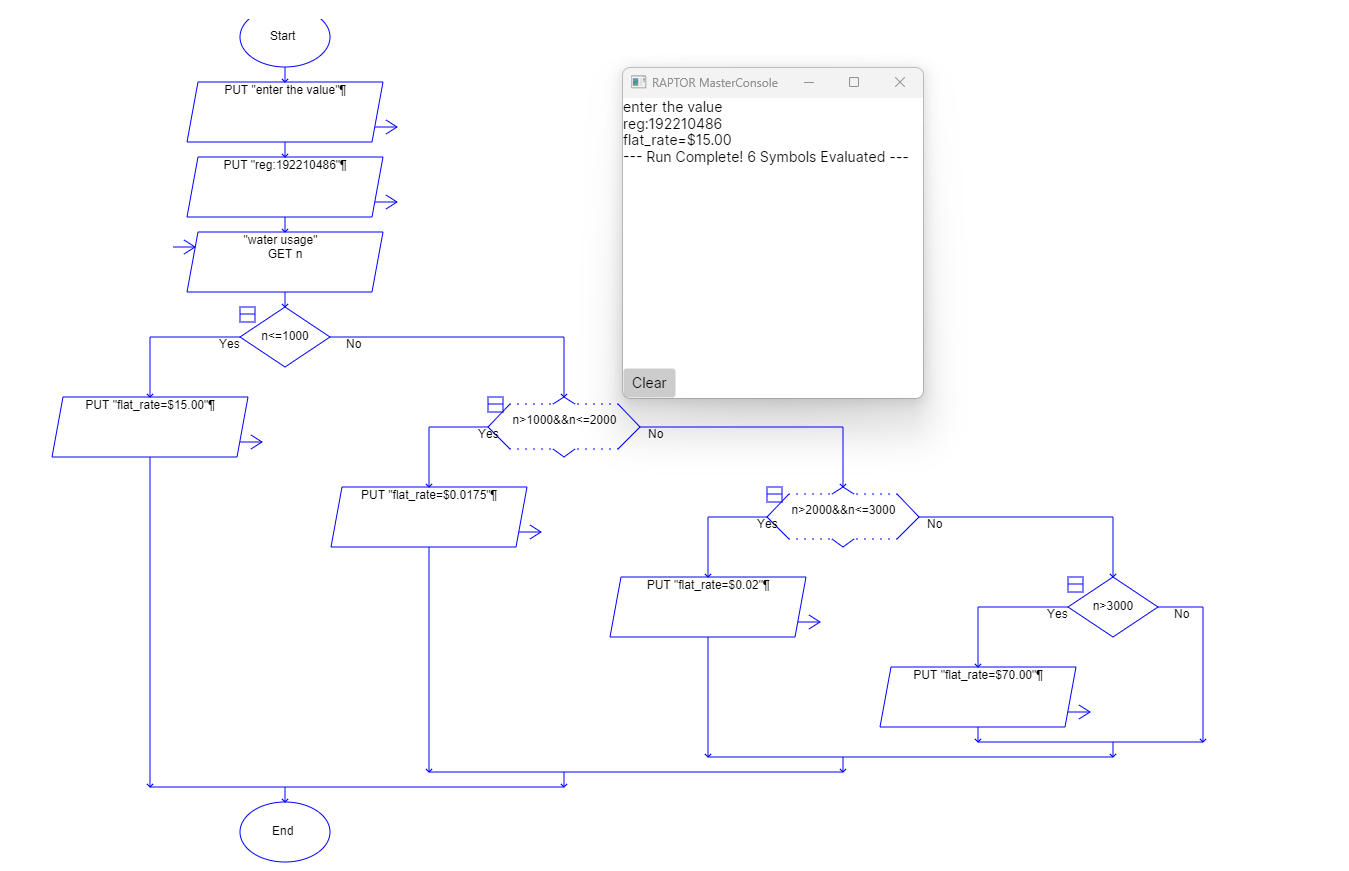 Start
PUT "enter the value"¶
PUT "reg:192210486"¶
"water usage"
GET n
n<=1000
Yes
No
PUT "flat_rate=$15.00"¶
n>1000&&n<=2000
Yes
No
PUT "flat_rate=$0.0175"¶
n>2000&&n<=3000
Yes
No
PUT "flat_rate=$0.02"¶
n>3000
Yes
No
PUT "flat_rate=$70.00"¶
End
RAPTOR MasterConsole
enter the value
reg:192210486
flat_rate=$15.00
--- Run Complete! 6 Symbols Evaluated ---
Clear